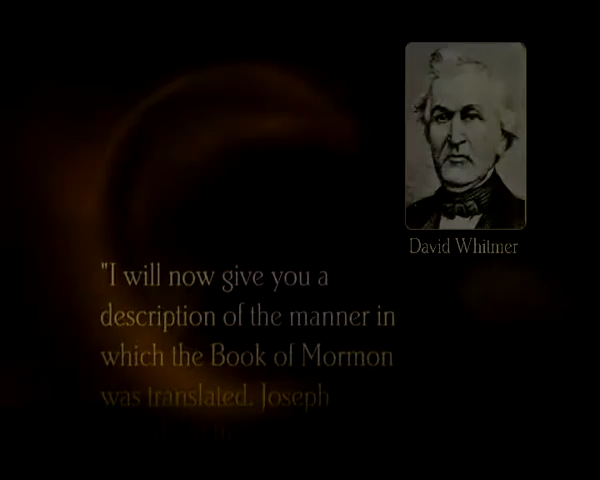 David Whitmer
"I will now give you a
description of the manner in
which the Book of Mormon
was translated. Joseph